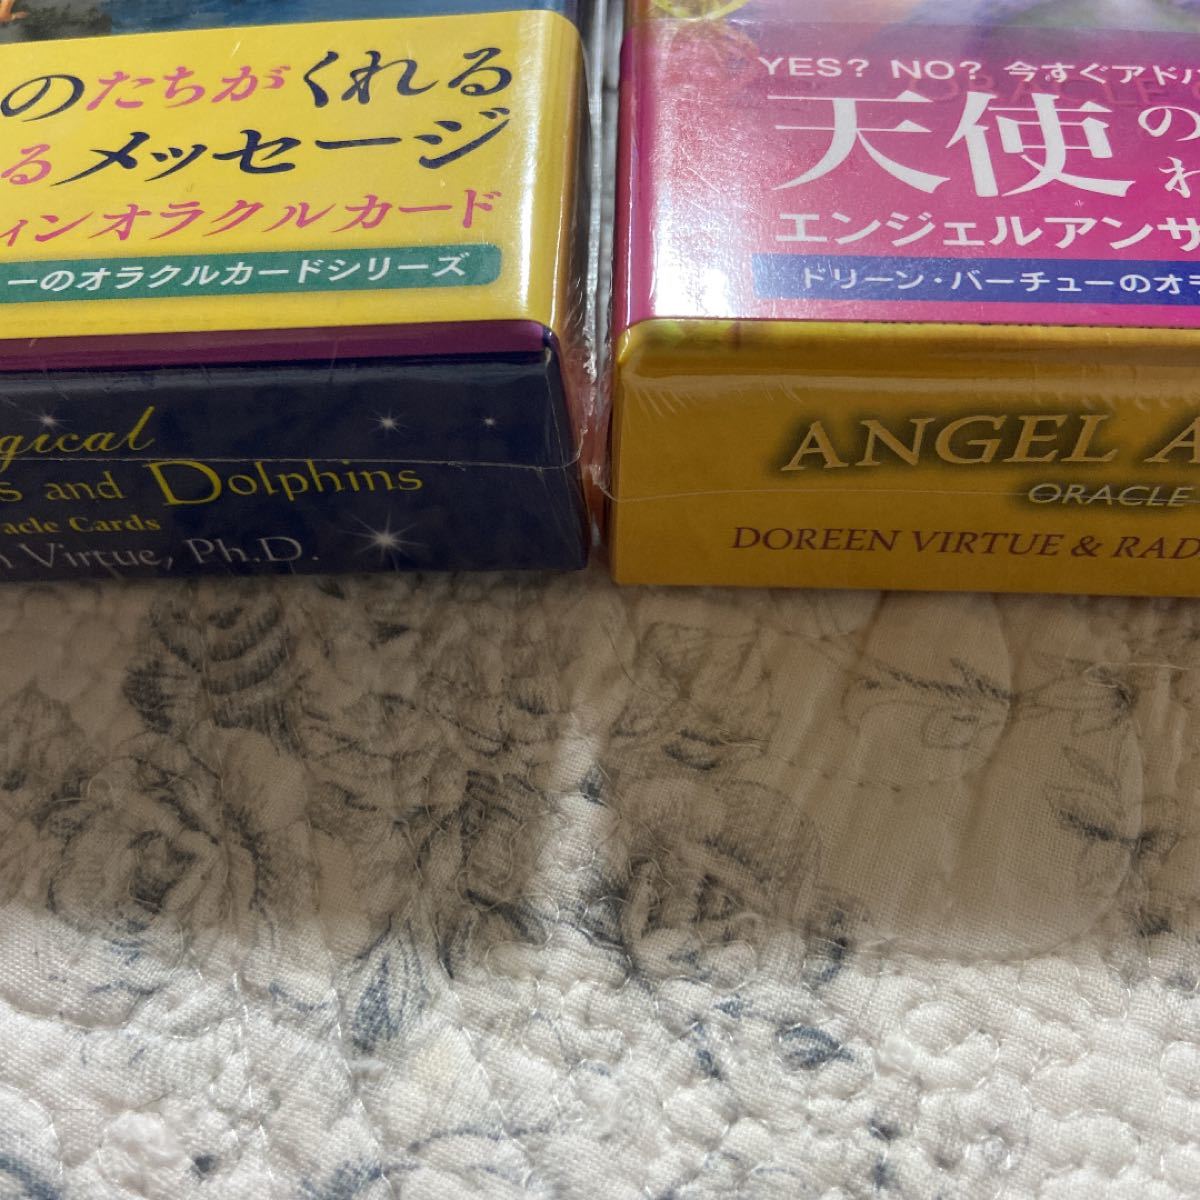 のたちがくれる
るメッセージ
ィンオラクルカード
ーのオラクルカードシリーズ
gical
s and Dolphins
acle Cards
n Virtue, Ph.D.
YES? NO? 今すぐアドバ
天使の
エンジェルアンサ
ドリーン・バーチューのオラ
ANGEL A
ORACLE
DOREEN VIRTUE & RAD